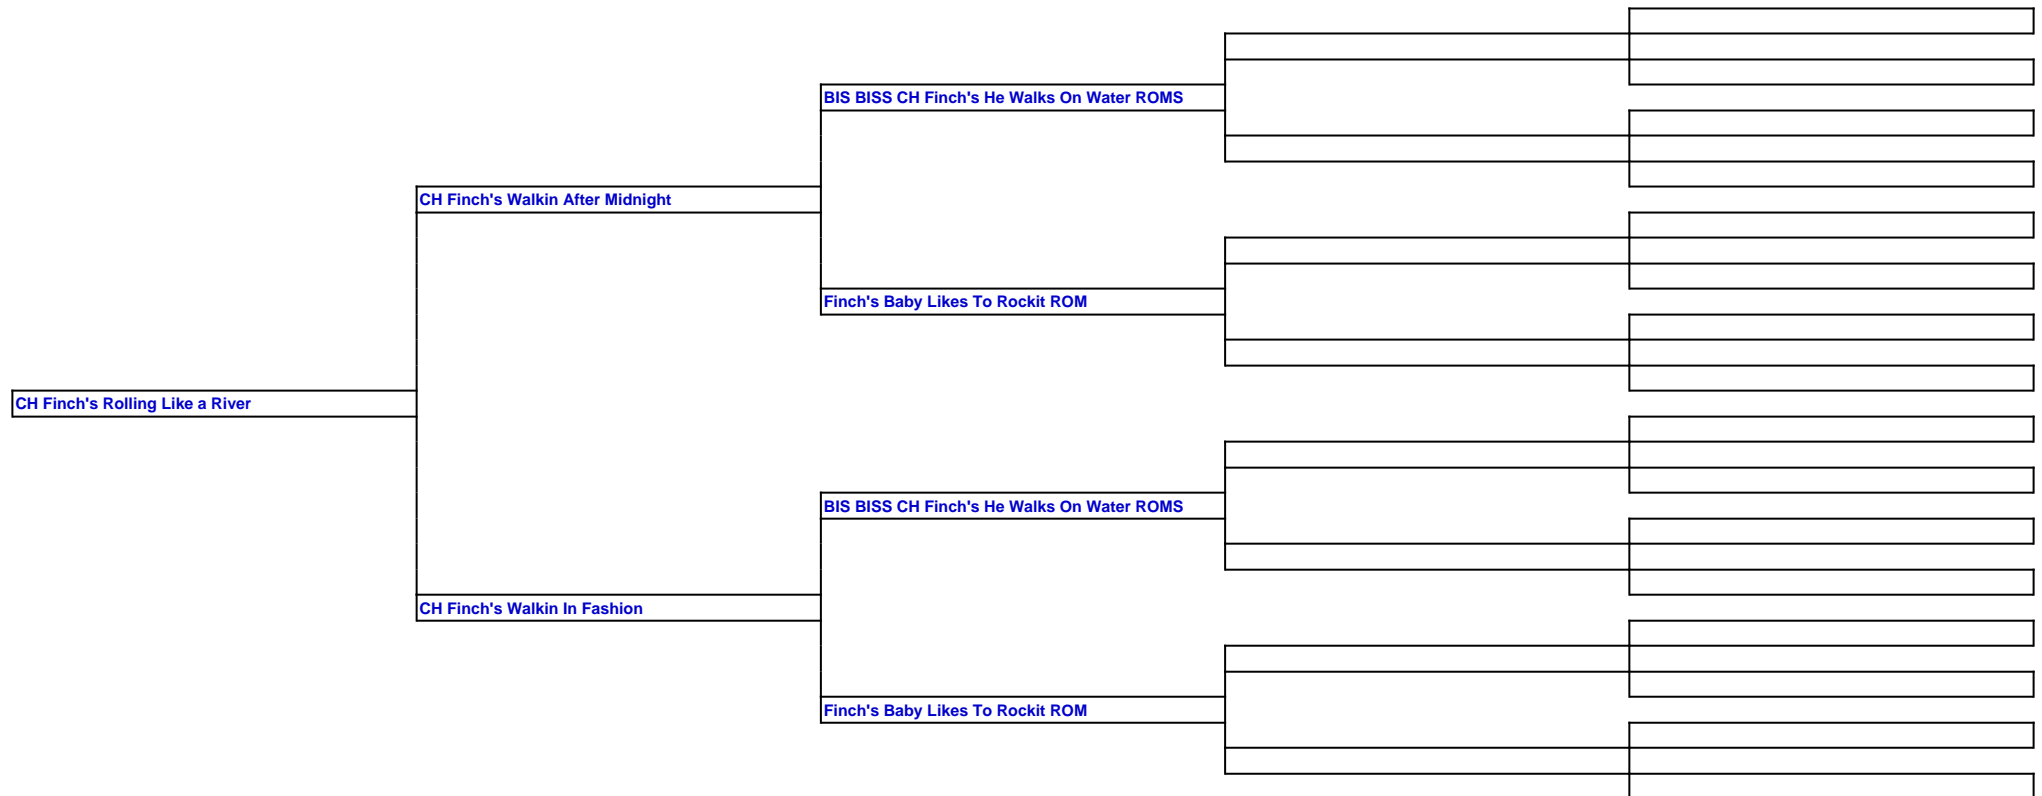 BIS BISS CH Finch's He Walks On Water ROMS
CH Finch's Walkin After Midnight
Finch's Baby Likes To Rockit ROM
CH Finch's Rolling Like a River
BIS BISS CH Finch's He Walks On Water ROMS
CH Finch's Walkin In Fashion
Finch's Baby Likes To Rockit ROM